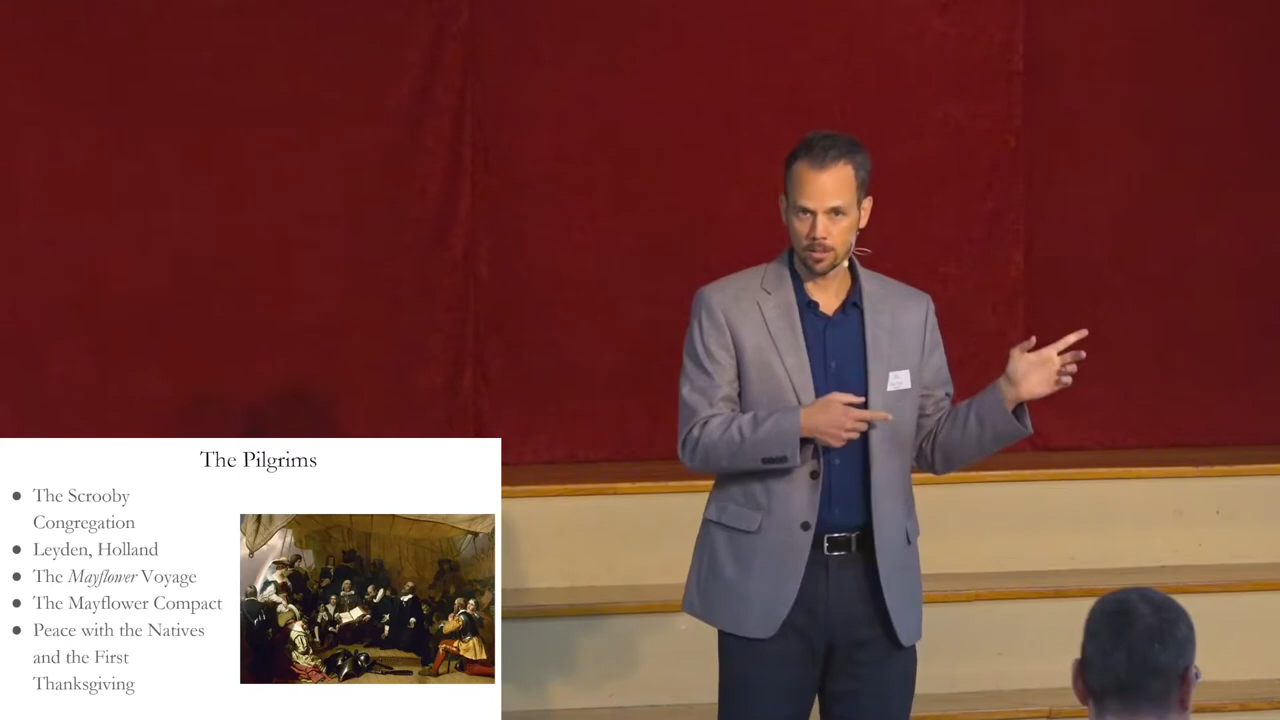 The Pilgrims
● The Scrooby
Congregation
● Leyden, Holland
● The Mayflower Voyage
● The Mayflower Compact
● Peace with the Natives
and the First
Thanksgiving